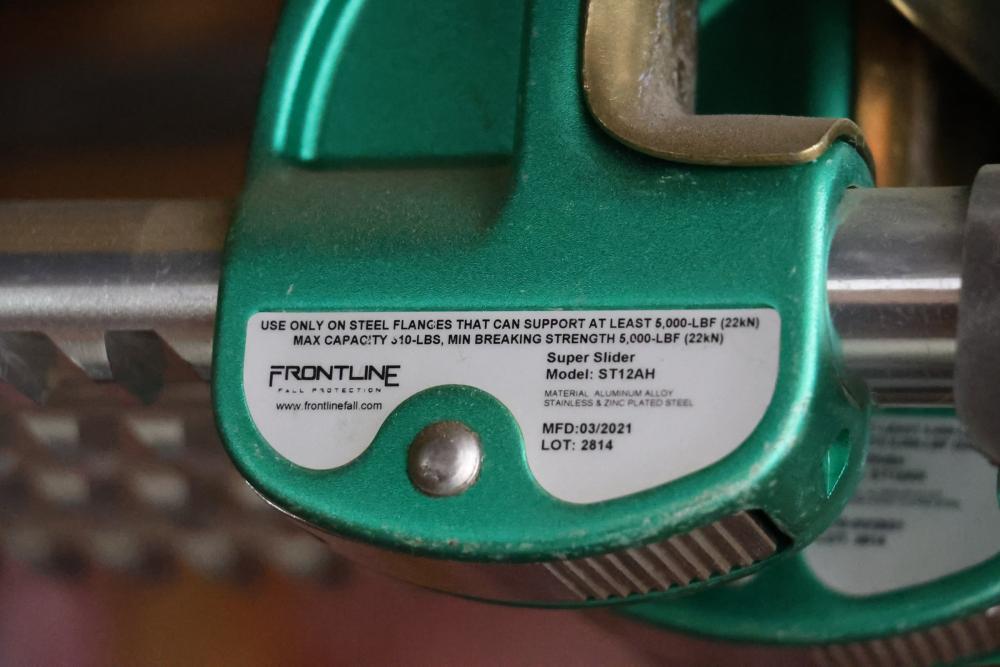 USE ONLY ON STEEL FLANGES THAT CAN SUPPORT AT LEAST 5,000-LBF (22kN)
MAX CAPACITY 310-LBS, MIN BREAKING STRENGTH 5,000-LBF (22kN)
FRONTLINE
FALL PROTECTION
www.frontlinefall.com
Super Slider
Model: ST12AH
MATERIAL ALUMINUM ALLOY
STAINLESS & ZINC PLATED STEEL
MFD:03/2021
LOT: 2814